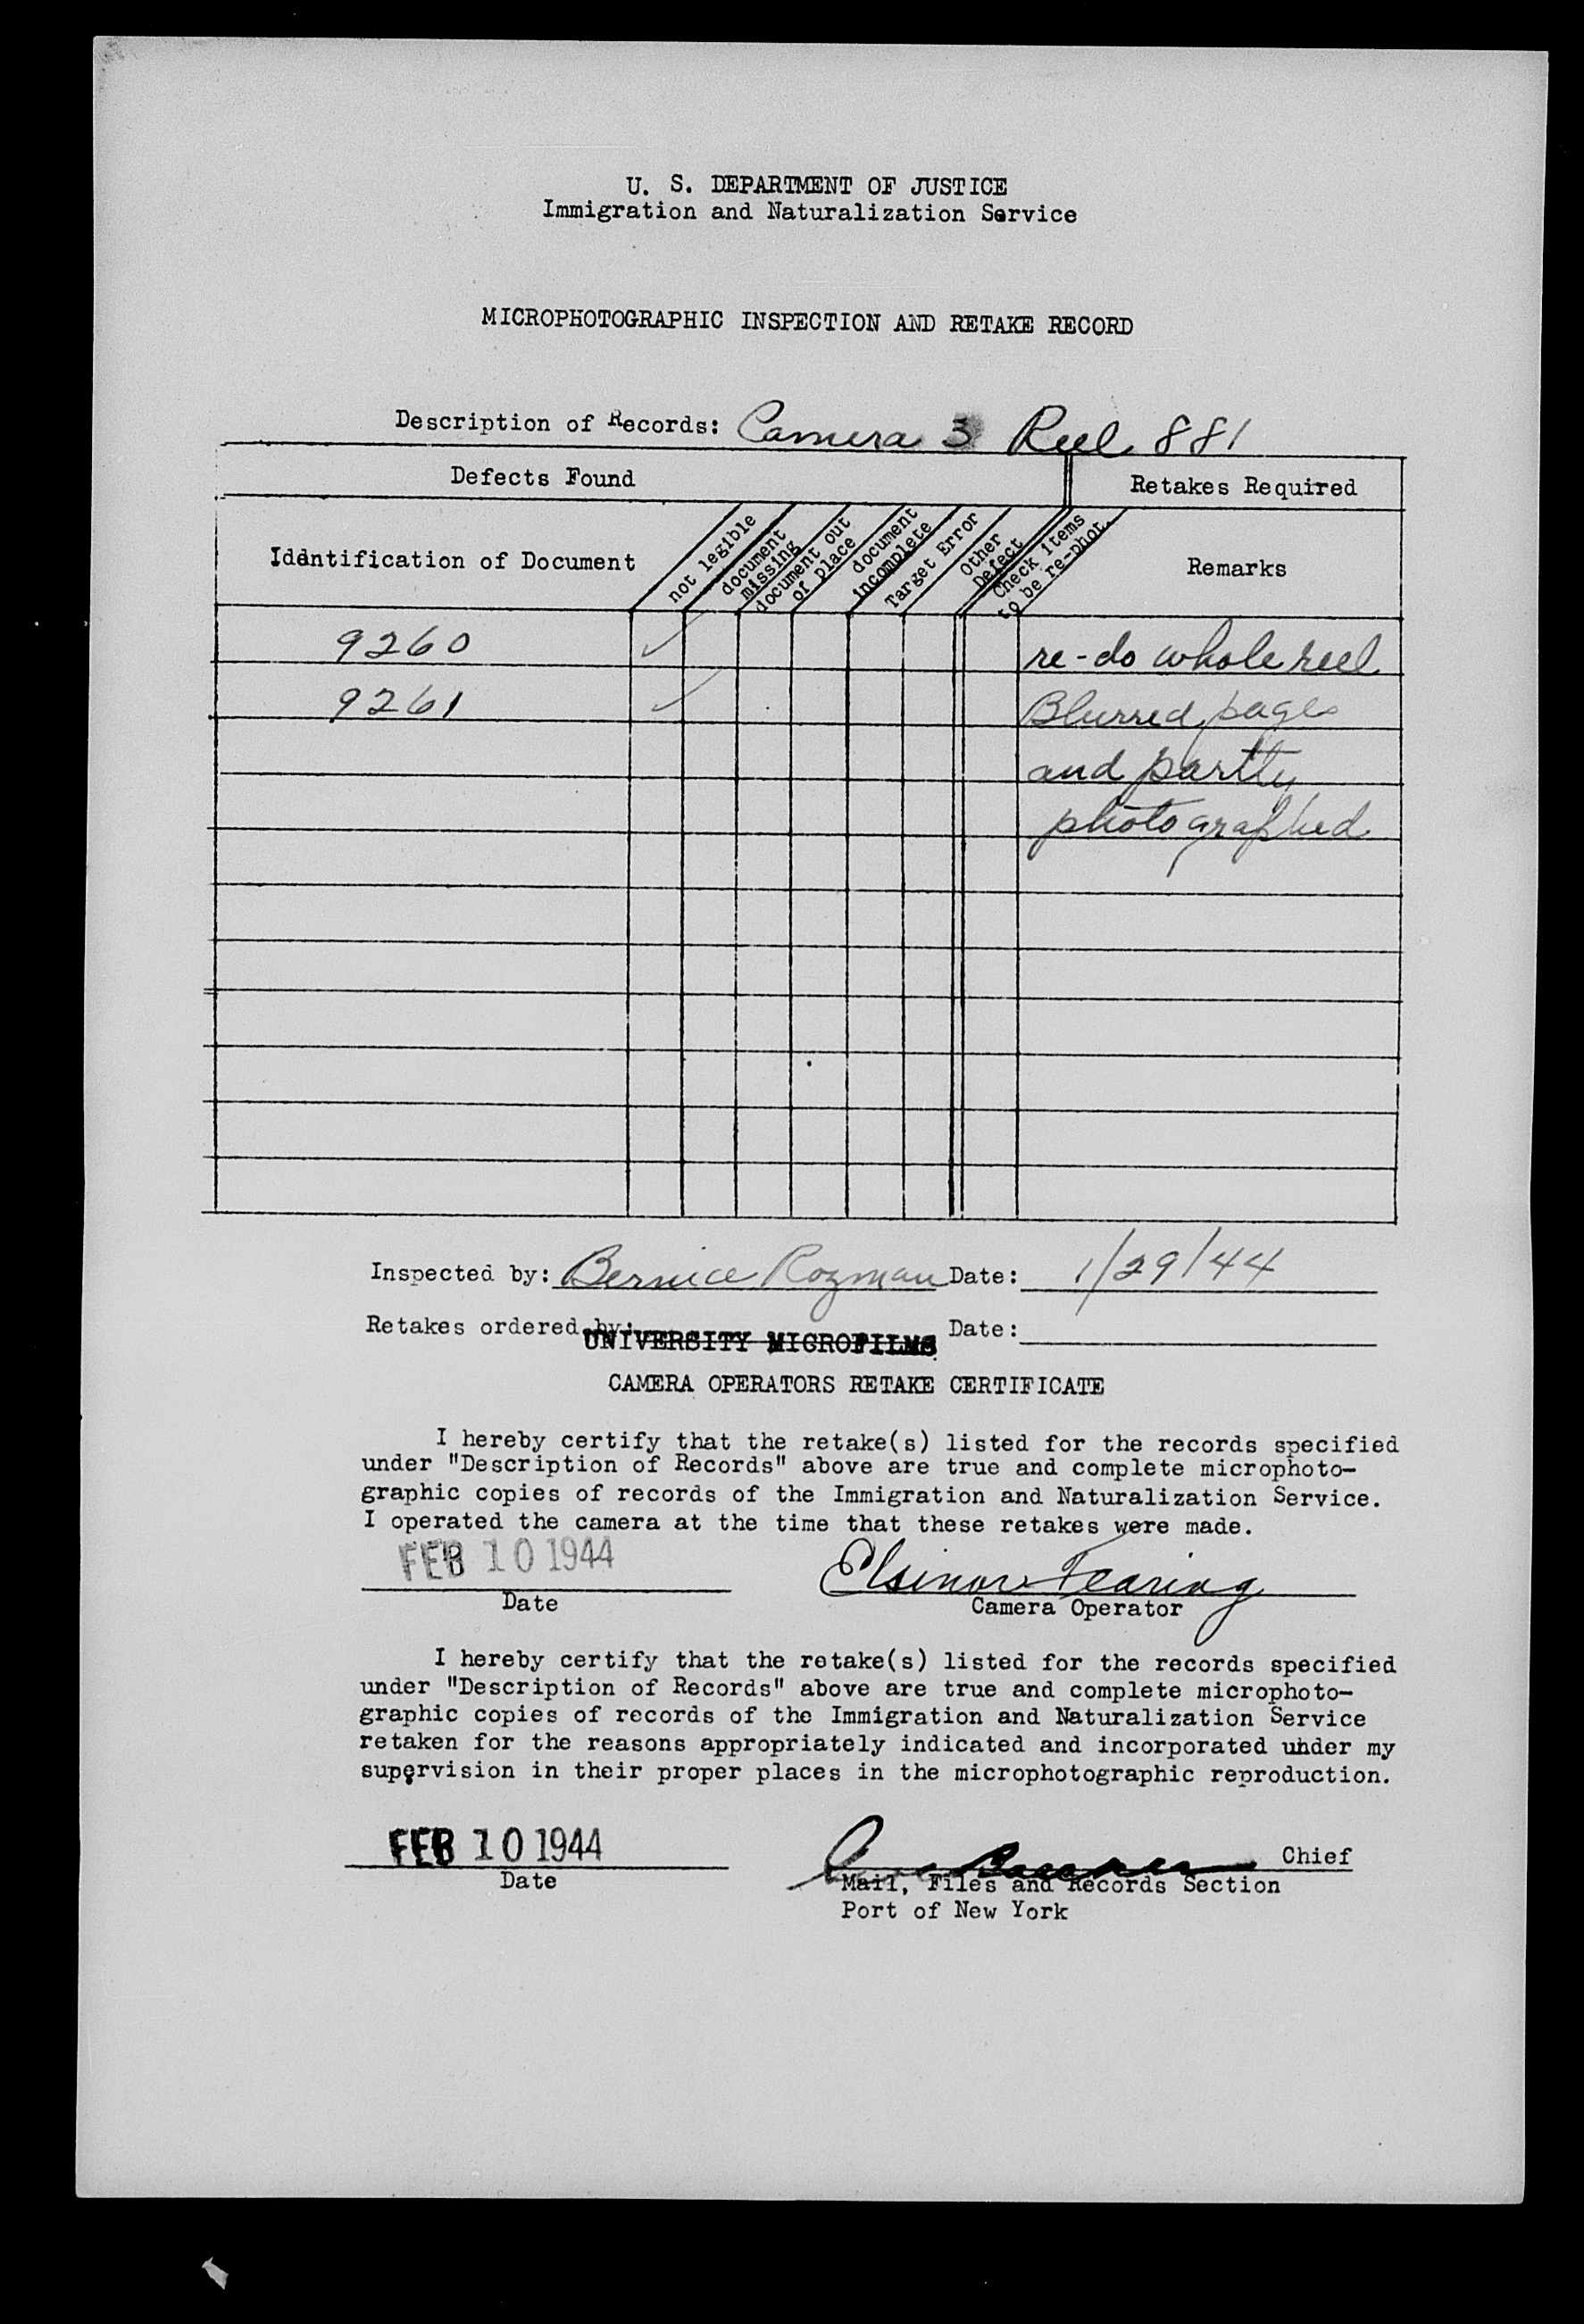 U. S. DEPARTMENT OF JUSTICE
Immigration and Naturalization Service
MICROPHOTOGRAPHIC INSPECTION AND RETAKE RECORD
Description of Records: Camera 3 Reel 881
Defects Found
Retakes Required
Identification of Document
not legible
document missing
document out of place
document incomplete
Target Error
Other Defect
Check items to be re-phot.
Remarks
9260 ✓ re-do whole reel
9261 ✓ Blurred pages
and partly
photographed
Inspected by: Bernice Rozman Date: 1/29/44
Retakes ordered by: Date:
UNIVERSITY MICROFILMS
CAMERA OPERATORS RETAKE CERTIFICATE
I hereby certify that the retake(s) listed for the records specified
under "Description of Records" above are true and complete microphoto-
graphic copies of records of the Immigration and Naturalization Service.
I operated the camera at the time that these retakes were made.
FEB 10 1944 Elsinore Fearing
Date Camera Operator
I hereby certify that the retake(s) listed for the records specified
under "Description of Records" above are true and complete microphoto-
graphic copies of records of the Immigration and Naturalization Service
retaken for the reasons appropriately indicated and incorporated under my
supervision in their proper places in the microphotographic reproduction.
FEB 10 1944 Chief
Date Mail, Files and Records Section
Port of New York